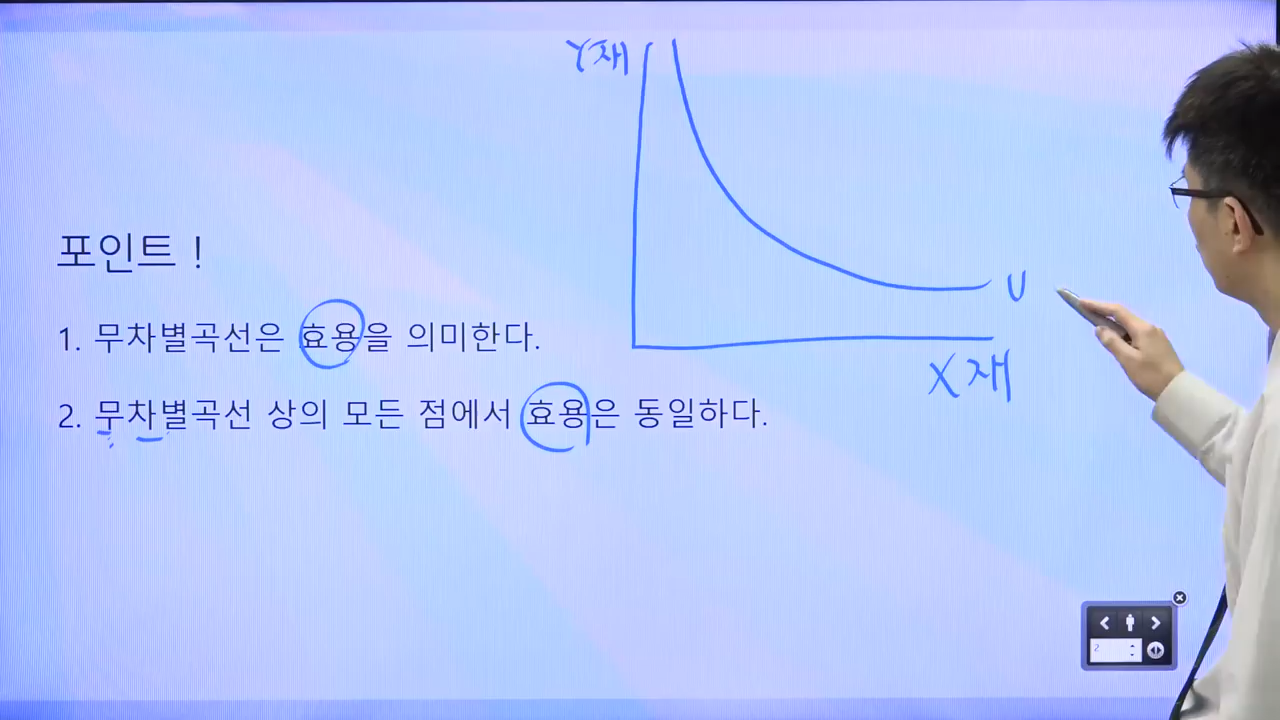 Y재
U
X재
포인트 !
1. 무차별곡선은 효용을 의미한다.
2. 무차별곡선 상의 모든 점에서 효용은 동일하다.
2